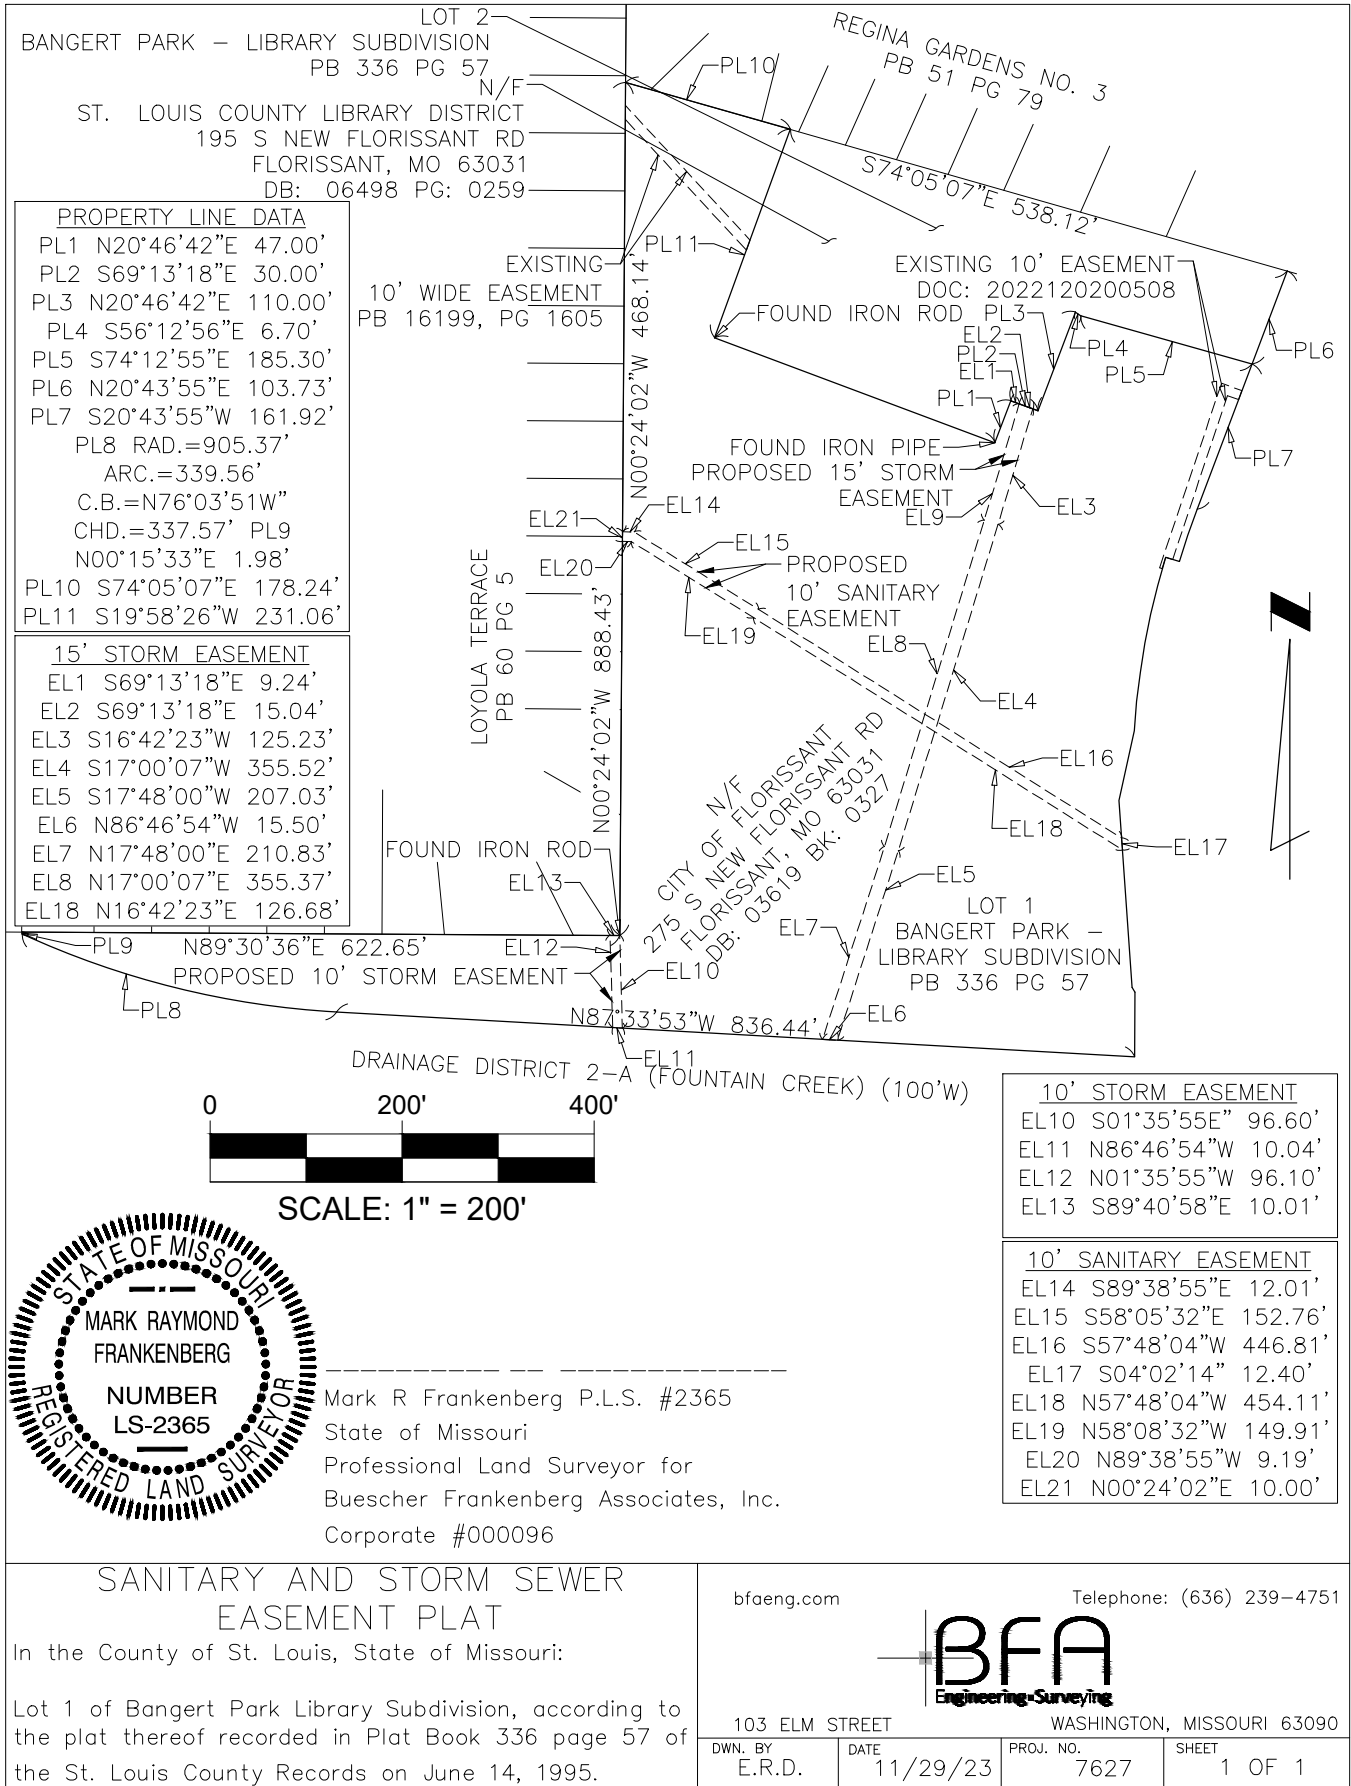 LOT 2
BANGERT PARK – LIBRARY SUBDIVISION
PB 336 PG 57
N/F
ST. LOUIS COUNTY LIBRARY DISTRICT
195 S NEW FLORISSANT RD
FLORISSANT, MO 63031
DB: 06498 PG: 0259
PL10
REGINA GARDENS NO. 3
PB 51 PG 79
S74°05'07"E 538.12'
PROPERTY LINE DATA
PL1 N20°46'42"E 47.00'
PL2 S69°13'18"E 30.00'
PL3 N20°46'42"E 110.00'
PL4 S56°12'56"E 6.70'
PL5 S74°12'55"E 185.30'
PL6 N20°43'55"E 103.73'
PL7 S20°43'55"W 161.92'
PL8 RAD.=905.37'
ARC.=339.56'
C.B.=N76°03'51W"
CHD.=337.57' PL9
N00°15'33"E 1.98'
PL10 S74°05'07"E 178.24'
PL11 S19°58'26"W 231.06'
15' STORM EASEMENT
EL1 S69°13'18"E 9.24'
EL2 S69°13'18"E 15.04'
EL3 S16°42'23"W 125.23'
EL4 S17°00'07"W 355.52'
EL5 S17°48'00"W 207.03'
EL6 N86°46'54"W 15.50'
EL7 N17°48'00"E 210.83'
EL8 N17°00'07"E 355.37'
EL18 N16°42'23"E 126.68'
EXISTING
10' WIDE EASEMENT
PB 16199, PG 1605
N00°24'02"W 468.14'
PL11
EXISTING 10' EASEMENT
DOC: 2022120200508
FOUND IRON ROD
PL3
EL2
PL2
EL1
PL1
PL4
PL5
PL6
PL7
FOUND IRON PIPE
PROPOSED 15' STORM
EASEMENT
EL9
EL3
EL21
EL14
EL20
EL15
PROPOSED
10' SANITARY
EASEMENT
EL19
LOYOLA TERRACE
PB 60 PG 5
N00°24'02"W 888.43'
EL8
EL4
EL16
EL18
EL17
N/F
CITY OF FLORISSANT
275 S NEW FLORISSANT RD
FLORISSANT, MO 63031
DB: 03619 BK: 0327
FOUND IRON ROD
EL13
EL5
EL7
LOT 1
BANGERT PARK –
LIBRARY SUBDIVISION
PB 336 PG 57
PL9
N89°30'36"E 622.65'
EL12
PROPOSED 10' STORM EASEMENT
EL10
PL8
N87°33'53"W 836.44'
EL6
EL11
DRAINAGE DISTRICT 2–A (FOUNTAIN CREEK) (100'W)
0 200' 400'
SCALE: 1" = 200'
10' STORM EASEMENT
EL10 S01°35'55E" 96.60'
EL11 N86°46'54"W 10.04'
EL12 N01°35'55"W 96.10'
EL13 S89°40'58"E 10.01'
10' SANITARY EASEMENT
EL14 S89°38'55"E 12.01'
EL15 S58°05'32"E 152.76'
EL16 S57°48'04"W 446.81'
EL17 S04°02'14" 12.40'
EL18 N57°48'04"W 454.11'
EL19 N58°08'32"W 149.91'
EL20 N89°38'55"W 9.19'
EL21 N00°24'02"E 10.00'
STATE OF MISSOURI
MARK RAYMOND
FRANKENBERG
NUMBER
LS-2365
REGISTERED LAND SURVEYOR
Mark R Frankenberg P.L.S. #2365
State of Missouri
Professional Land Surveyor for
Buescher Frankenberg Associates, Inc.
Corporate #000096
SANITARY AND STORM SEWER
EASEMENT PLAT
In the County of St. Louis, State of Missouri:
Lot 1 of Bangert Park Library Subdivision, according to
the plat thereof recorded in Plat Book 336 page 57 of
the St. Louis County Records on June 14, 1995.
bfaeng.com
Telephone: (636) 239–4751
BFA
Engineering-Surveying
103 ELM STREET
WASHINGTON, MISSOURI 63090
DWN. BY
E.R.D.
DATE
11/29/23
PROJ. NO.
7627
SHEET
1 OF 1